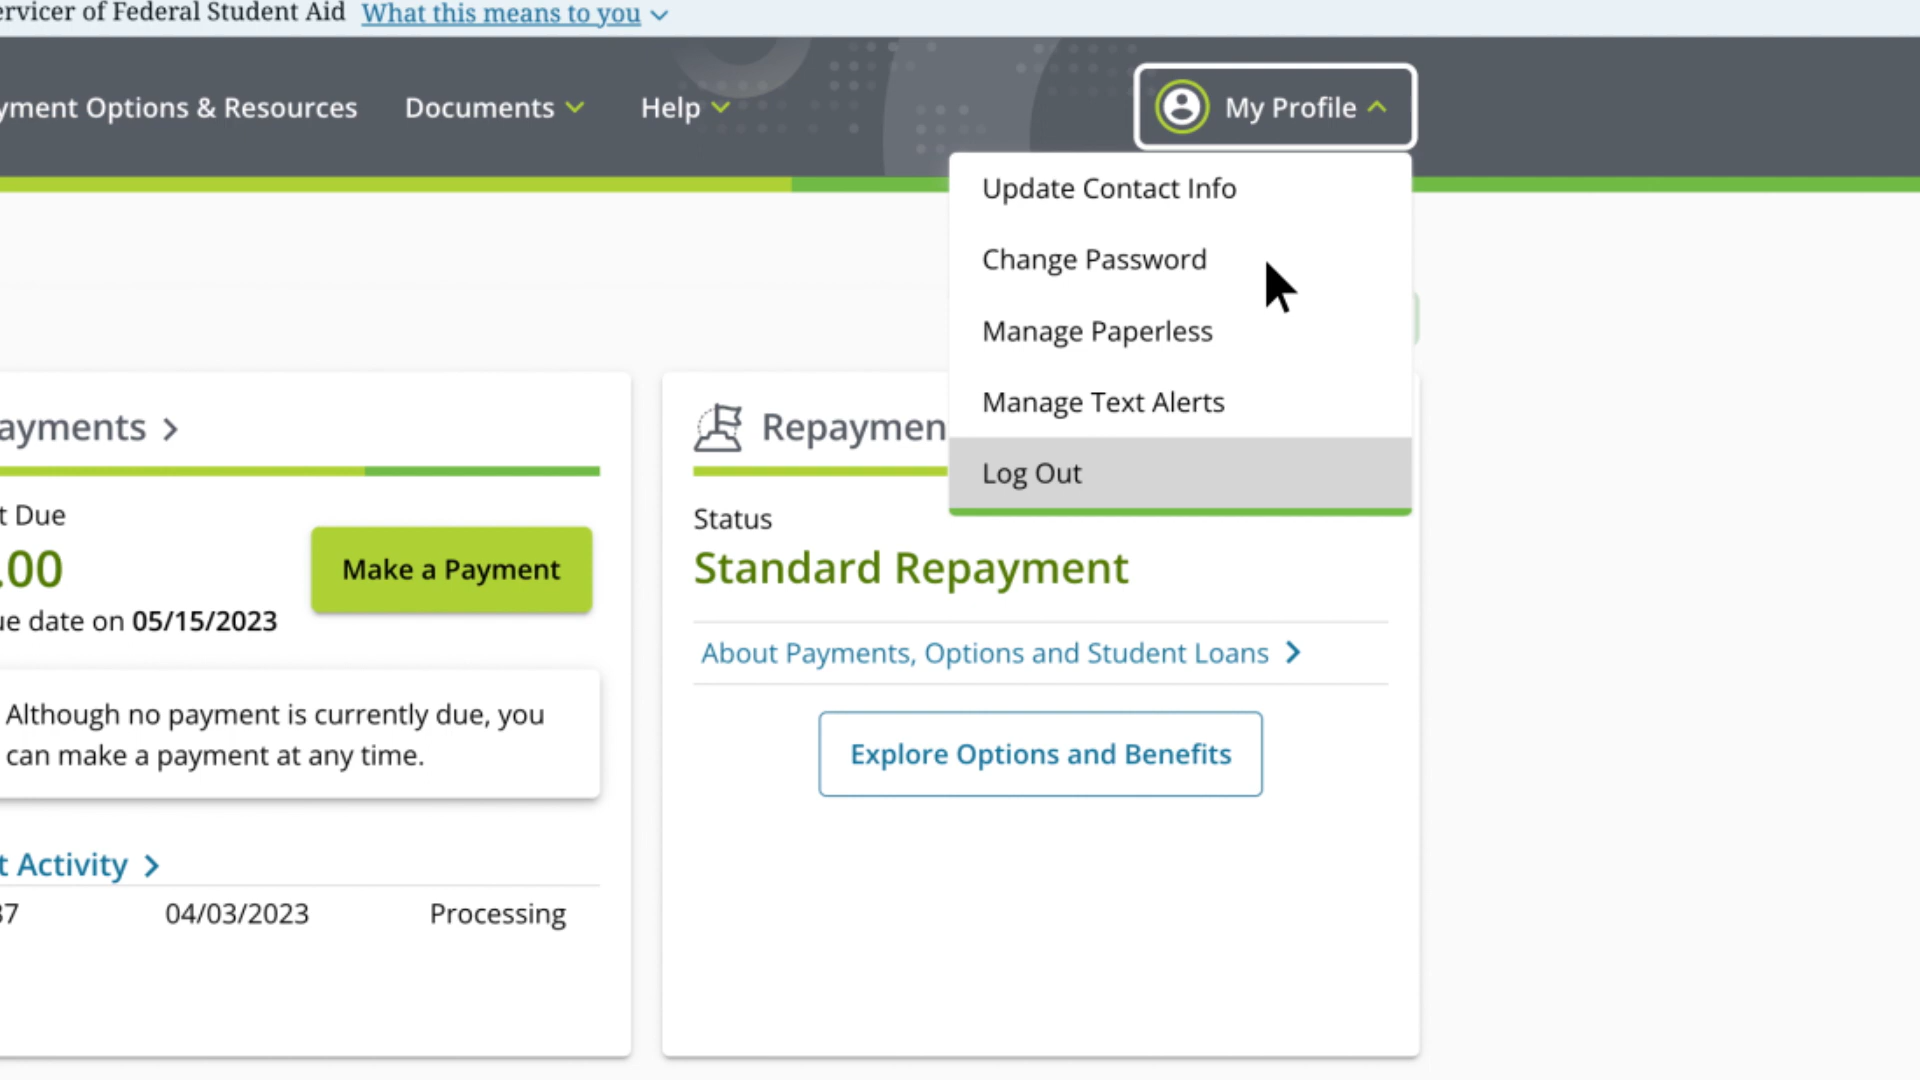 ervicer of Federal Student Aid What this means to you
yment Options & Resources Documents Help My Profile
Update Contact Info
Change Password
Manage Paperless
Manage Text Alerts
Log Out
ayments
t Due
.00
Make a Payment
ue date on 05/15/2023
Although no payment is currently due, you
can make a payment at any time.
t Activity
37 04/03/2023 Processing
Repaymen
Status
Standard Repayment
About Payments, Options and Student Loans
Explore Options and Benefits